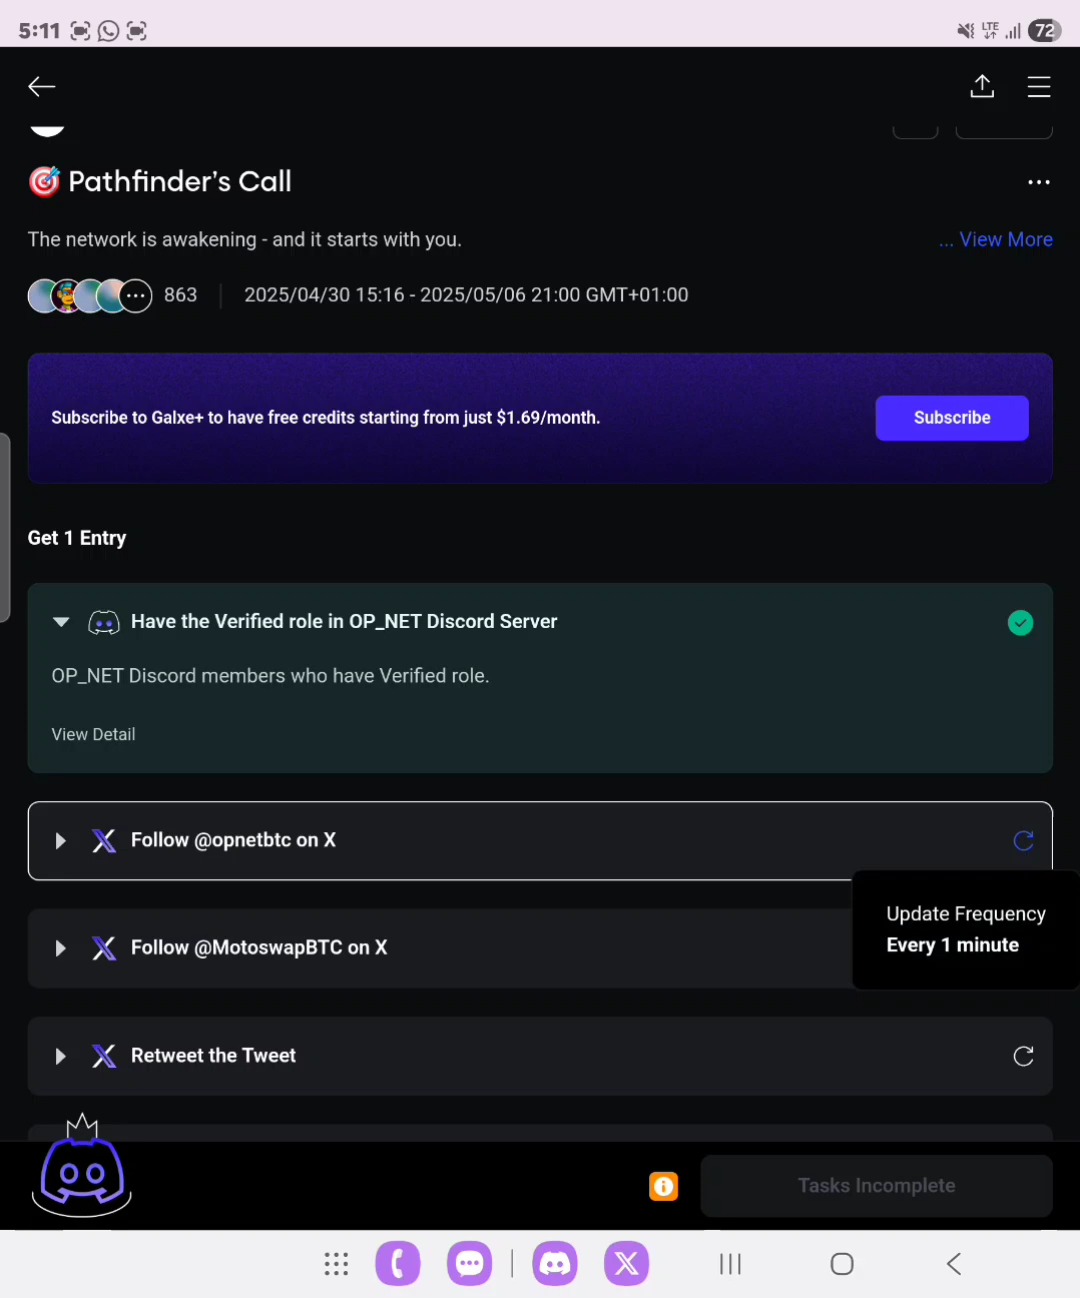 5:11
LTE
72
🎯 Pathfinder’s Call
...
The network is awakening - and it starts with you.
... View More
863
2025/04/30 15:16 - 2025/05/06 21:00 GMT+01:00
Subscribe to Galxe+ to have free credits starting from just $1.69/month.
Subscribe
Get 1 Entry
Have the Verified role in OP_NET Discord Server
OP_NET Discord members who have Verified role.
View Detail
Follow @opnetbtc on X
Update Frequency
Every 1 minute
Follow @MotoswapBTC on X
Retweet the Tweet
Tasks Incomplete